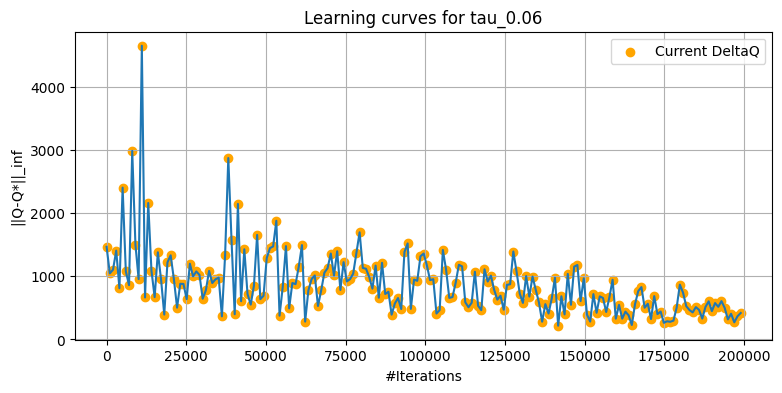 Learning curves for tau_0.06
Current DeltaQ
||Q-Q*||_inf
4000
3000
2000
1000
0
0 25000 50000 75000 100000 125000 150000 175000 200000
#Iterations